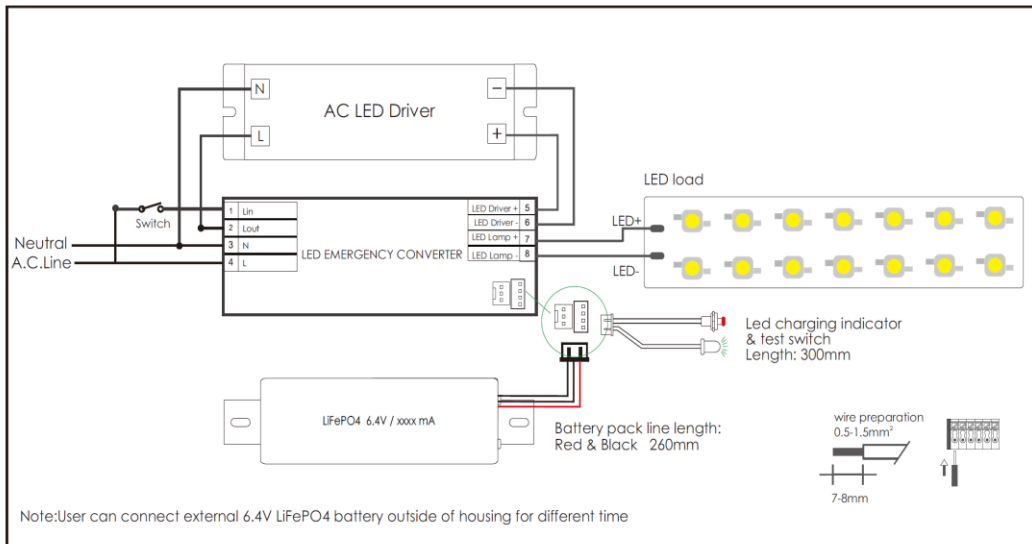 N
AC LED Driver
L
−
+
Switch
Neutral
A.C.Line
1 Lin
2 Lout
3 N
4 L
LED EMERGENCY CONVERTER
LED Driver + 5
LED Driver - 6
LED Lamp + 7
LED Lamp - 8
LED load
LED+
LED-
Led charging indicator
& test switch
Length: 300mm
LiFePO4 6.4V / xxxx mA
Battery pack line length:
Red & Black 260mm
wire preparation
0.5-1.5mm²
7-8mm
Note:User can connect external 6.4V LiFePO4 battery outside of housing for different time